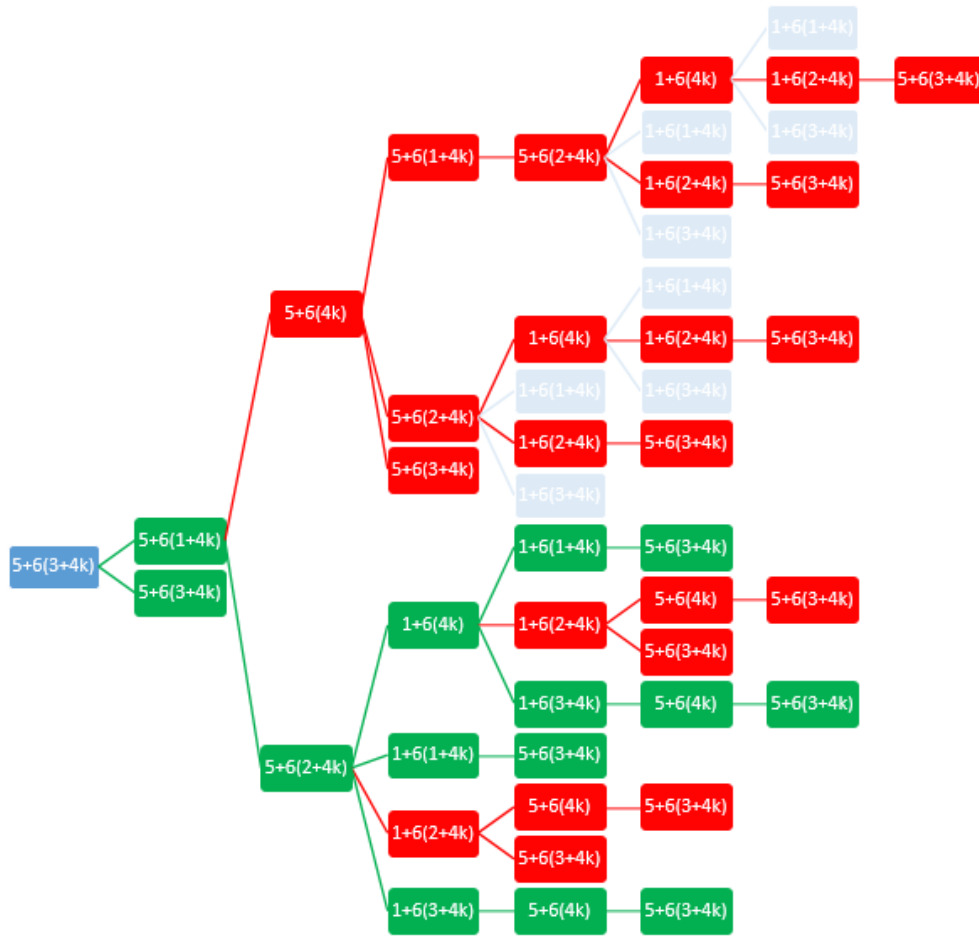 1+6(1+4k)
1+6(4k) 1+6(2+4k) 5+6(3+4k)
5+6(1+4k) 5+6(2+4k) 1+6(1+4k) 1+6(3+4k)
1+6(2+4k) 5+6(3+4k)
1+6(3+4k)
1+6(1+4k)
5+6(4k)
1+6(4k) 1+6(2+4k) 5+6(3+4k)
1+6(1+4k) 1+6(3+4k)
5+6(2+4k)
1+6(2+4k) 5+6(3+4k)
5+6(3+4k)
1+6(3+4k)
5+6(1+4k) 1+6(1+4k) 5+6(3+4k)
5+6(3+4k)
5+6(3+4k) 5+6(4k) 5+6(3+4k)
1+6(4k) 1+6(2+4k)
5+6(3+4k)
1+6(3+4k) 5+6(4k) 5+6(3+4k)
1+6(1+4k) 5+6(3+4k)
5+6(2+4k)
5+6(4k) 5+6(3+4k)
1+6(2+4k)
5+6(3+4k)
1+6(3+4k) 5+6(4k) 5+6(3+4k)